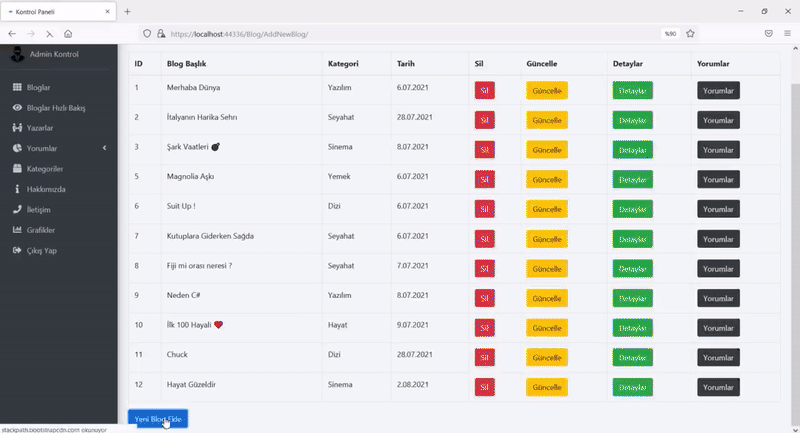 Kontrol Paneli
https://localhost:44336/Blog/AddNewBlog/
%90
Admin Kontrol
Bloglar
Bloglar Hızlı Bakış
Yazarlar
Yorumlar
Kategoriler
Hakkımızda
İletişim
Grafikler
Çıkış Yap
ID Blog Başlık Kategori Tarih Sil Güncelle Detaylar Yorumlar
1 Merhaba Dünya Yazılım 6.07.2021 Sil Güncelle Detaylar Yorumlar
2 İtalyanın Harika Sehrı Seyahat 28.07.2021 Sil Güncelle Detaylar Yorumlar
3 Şark Vaatleri 💣 Sinema 8.07.2021 Sil Güncelle Detaylar Yorumlar
5 Magnolia Aşkı Yemek 6.07.2021 Sil Güncelle Detaylar Yorumlar
6 Suit Up ! Dizi 6.07.2021 Sil Güncelle Detaylar Yorumlar
7 Kutuplara Giderken Sağda Seyahat 6.07.2021 Sil Güncelle Detaylar Yorumlar
8 Fiji mi orası neresi ? Seyahat 7.07.2021 Sil Güncelle Detaylar Yorumlar
9 Neden C# Yazılım 8.07.2021 Sil Güncelle Detaylar Yorumlar
10 İlk 100 Hayali ❤ Hayat 9.07.2021 Sil Güncelle Detaylar Yorumlar
11 Chuck Dizi 28.07.2021 Sil Güncelle Detaylar Yorumlar
12 Hayat Güzeldir Sinema 2.08.2021 Sil Güncelle Detaylar Yorumlar
Yeni Blog Ekle
stackpath.bootstrapcdn.com okunuyor